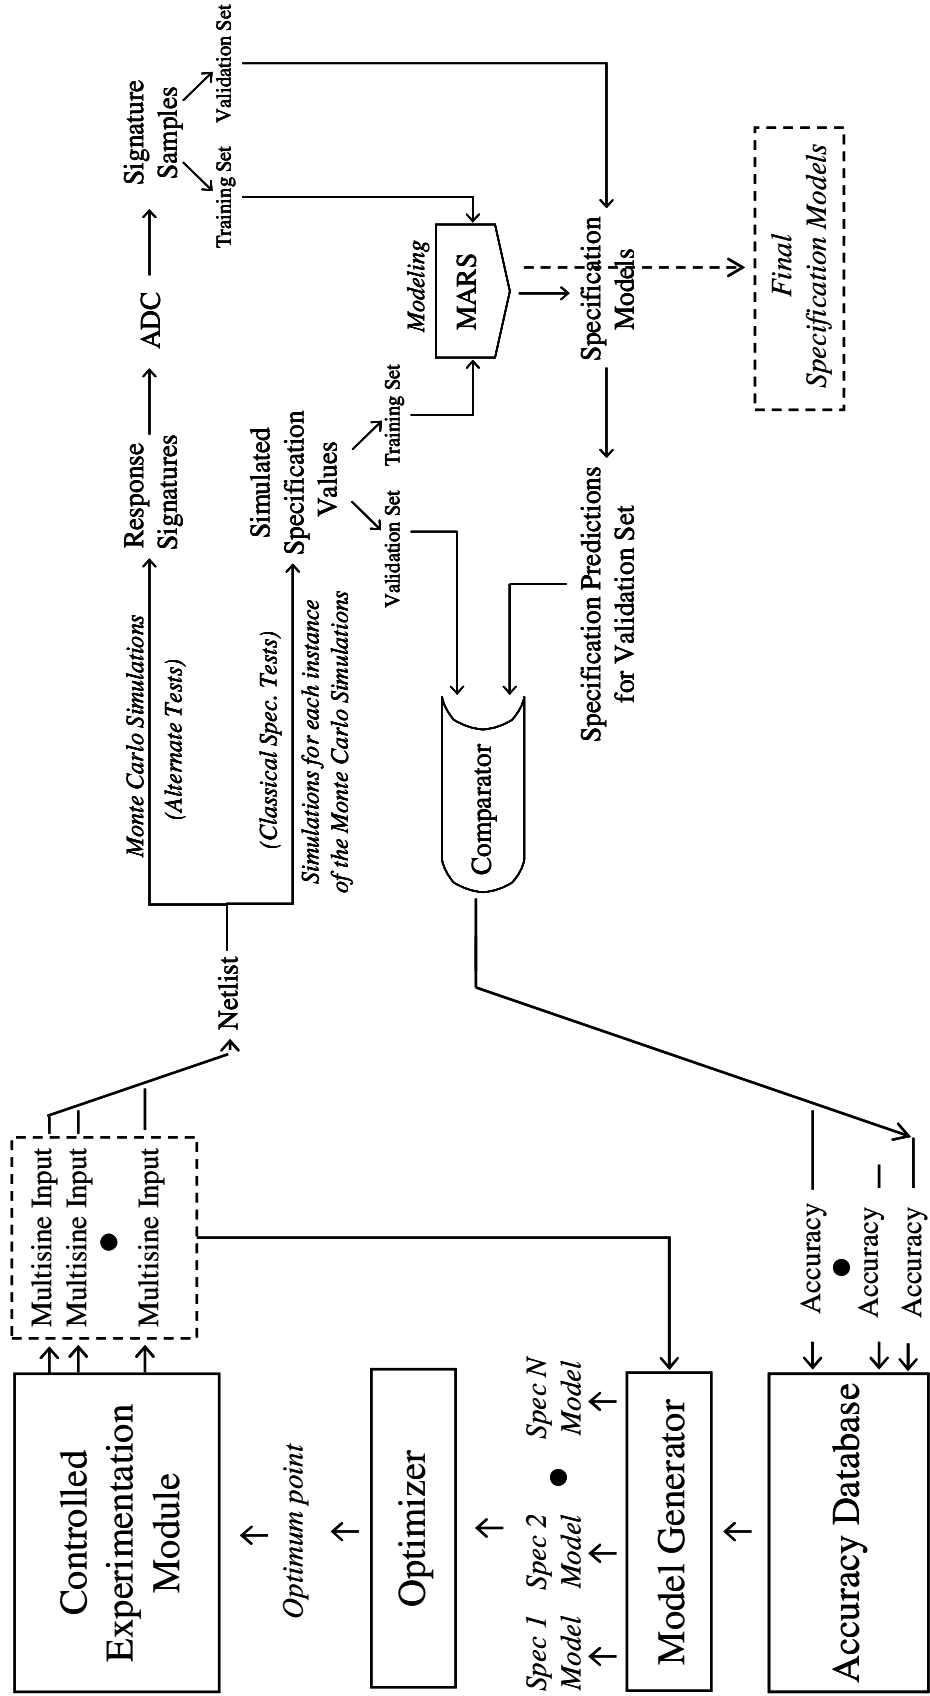 Controlled
Experimentation
Module
Multisine Input
Multisine Input
Multisine Input
Netlist
Monte Carlo Simulations
(Alternate Tests)
Response
Signatures
ADC
Signature
Samples
Training Set
Validation Set
(Classical Spec. Tests)
Simulations for each instance
of the Monte Carlo Simulations
Simulated
Specification
Values
Validation Set
Training Set
Modeling
MARS
Optimum point
Optimizer
Comparator
Specification Predictions
for Validation Set
Specification
Models
Spec 1
Model
Spec 2
Model
Spec N
Model
Model Generator
Final
Specification Models
Accuracy Database
Accuracy
Accuracy
Accuracy